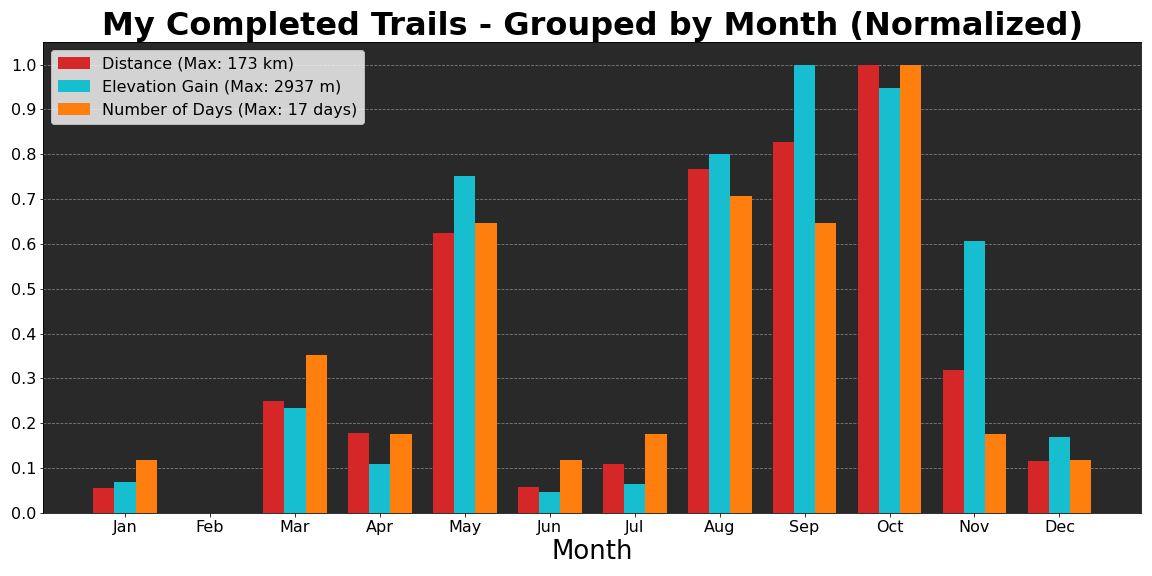 My Completed Trails - Grouped by Month (Normalized)
Distance (Max: 173 km)
Elevation Gain (Max: 2937 m)
Number of Days (Max: 17 days)
1.0
0.9
0.8
0.7
0.6
0.5
0.4
0.3
0.2
0.1
0.0
Jan Feb Mar Apr May Jun Jul Aug Sep Oct Nov Dec
Month